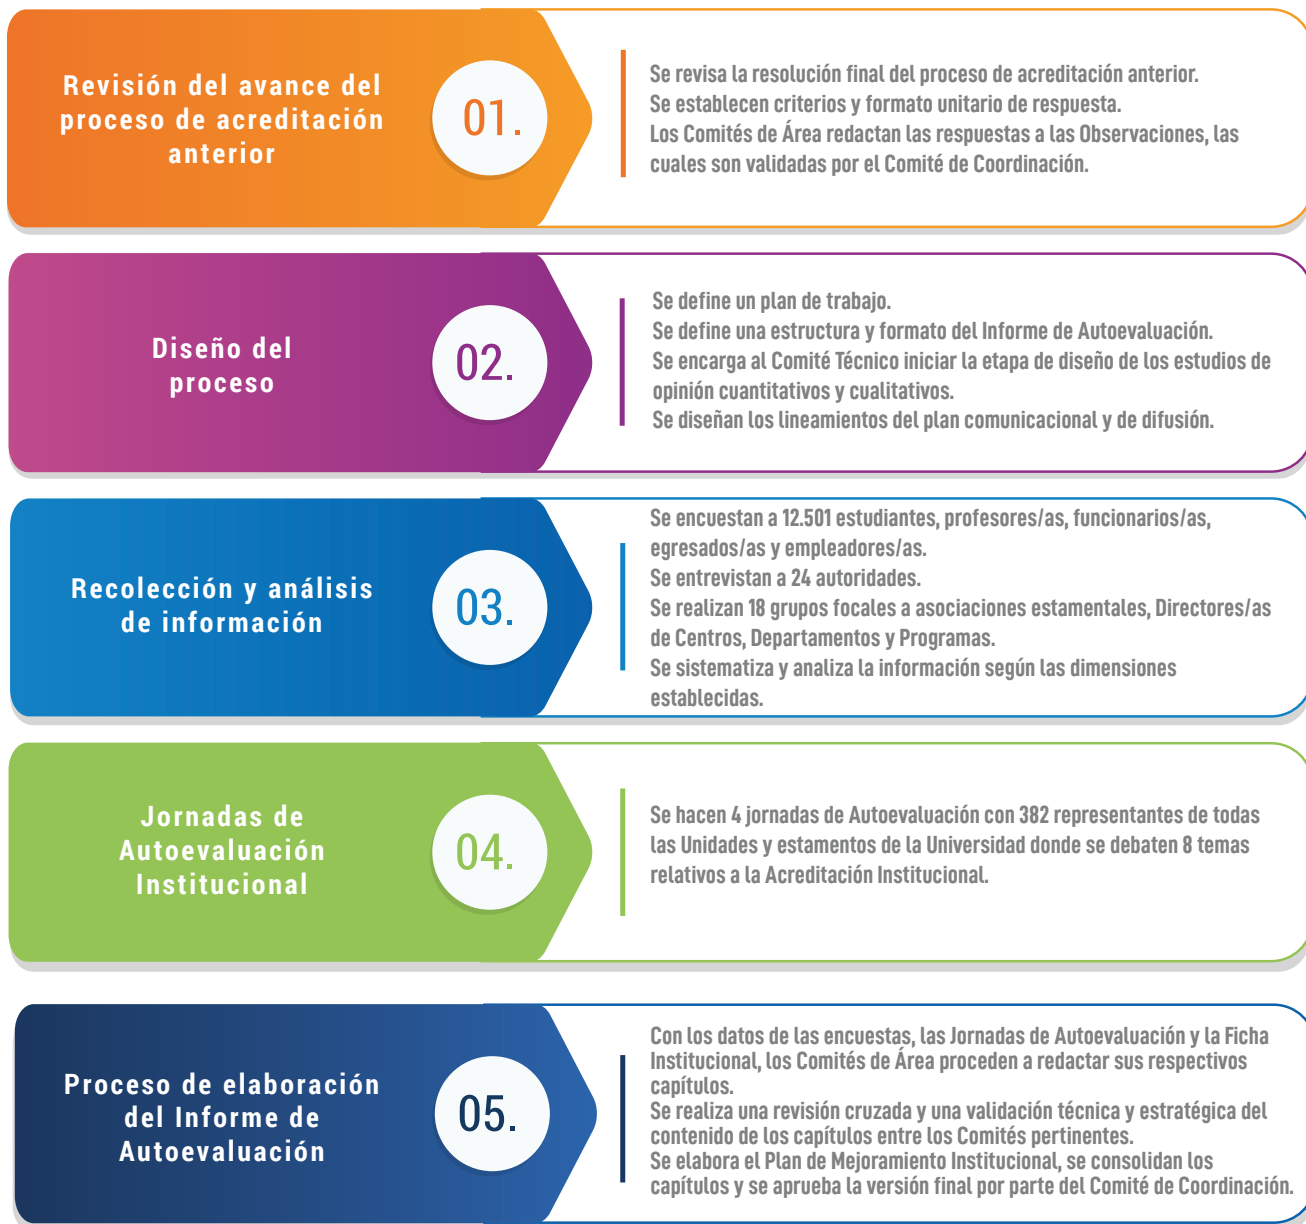 Revisión del avance del
proceso de acreditación
anterior
01.
Se revisa la resolución final del proceso de acreditación anterior.
Se establecen criterios y formato unitario de respuesta.
Los Comités de Área redactan las respuestas a las Observaciones, las
cuales son validadas por el Comité de Coordinación.
Diseño del
proceso
02.
Se define un plan de trabajo.
Se define una estructura y formato del Informe de Autoevaluación.
Se encarga al Comité Técnico iniciar la etapa de diseño de los estudios de
opinión cuantitativos y cualitativos.
Se diseñan los lineamientos del plan comunicacional y de difusión.
Recolección y análisis
de información
03.
Se encuestan a 12.501 estudiantes, profesores/as, funcionarios/as,
egresados/as y empleadores/as.
Se entrevistan a 24 autoridades.
Se realizan 18 grupos focales a asociaciones estamentales, Directores/as
de Centros, Departamentos y Programas.
Se sistematiza y analiza la información según las dimensiones
establecidas.
Jornadas de
Autoevaluación
Institucional
04.
Se hacen 4 jornadas de Autoevaluación con 382 representantes de todas
las Unidades y estamentos de la Universidad donde se debaten 8 temas
relativos a la Acreditación Institucional.
Proceso de elaboración
del Informe de
Autoevaluación
05.
Con los datos de las encuestas, las Jornadas de Autoevaluación y la Ficha
Institucional, los Comités de Área proceden a redactar sus respectivos
capítulos.
Se realiza una revisión cruzada y una validación técnica y estratégica del
contenido de los capítulos entre los Comités pertinentes.
Se elabora el Plan de Mejoramiento Institucional, se consolidan los
capítulos y se aprueba la versión final por parte del Comité de Coordinación.